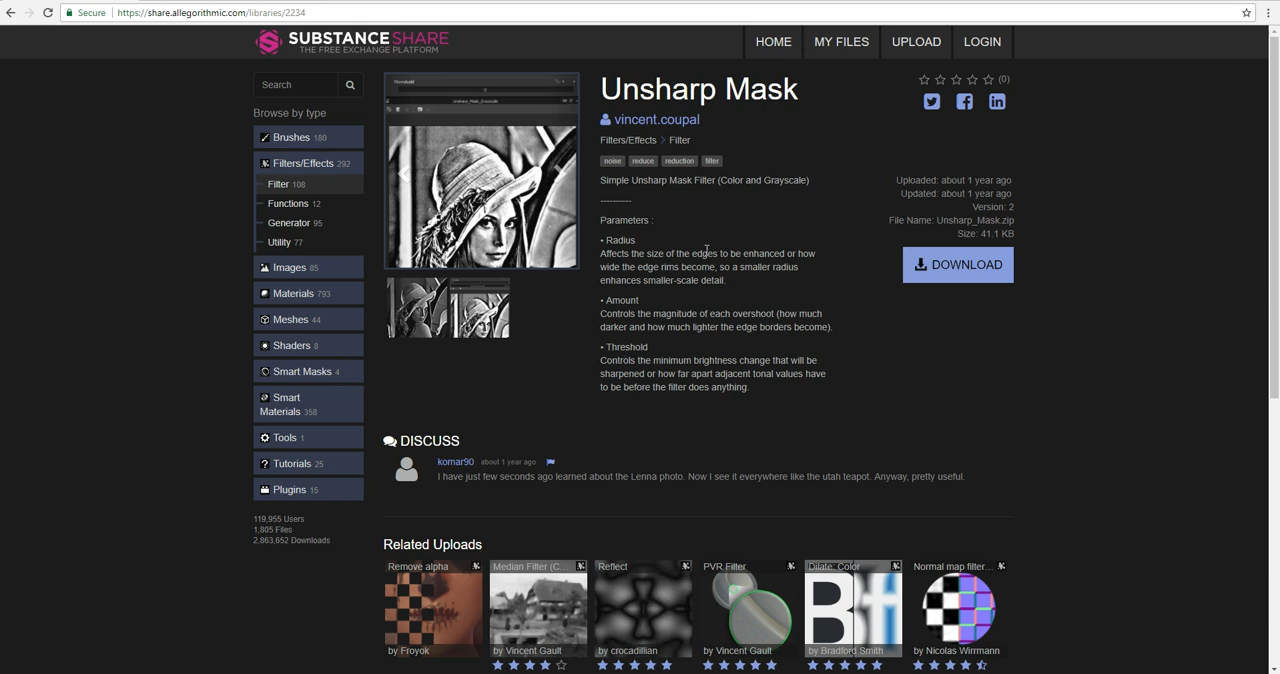 Secure
https://share.allegorithmic.com/libraries/2234
SUBSTANCE SHARE
THE FREE EXCHANGE PLATFORM
HOME
MY FILES
UPLOAD
LOGIN
Search
Browse by type
Brushes 180
Filters/Effects 292
Filter 108
Functions 12
Generator 95
Utility 77
Images 85
Materials 793
Meshes 44
Shaders 8
Smart Masks 4
Smart
Materials 358
Tools 1
Tutorials 25
Plugins 15
119,955 Users
1,805 Files
2,863,652 Downloads
Threshold
Unsharp_Mask_Grayscale
Unsharp Mask
vincent.coupal
Filters/Effects > Filter
noise reduce reduction filter
Simple Unsharp Mask Filter (Color and Grayscale)
----------
Parameters :
• Radius
Affects the size of the edges to be enhanced or how
wide the edge rims become, so a smaller radius
enhances smaller-scale detail.
• Amount
Controls the magnitude of each overshoot (how much
darker and how much lighter the edge borders become).
• Threshold
Controls the minimum brightness change that will be
sharpened or how far apart adjacent tonal values have
to be before the filter does anything.
(0)
Uploaded: about 1 year ago
Updated: about 1 year ago
Version: 2
File Name: Unsharp_Mask.zip
Size: 41.1 KB
DOWNLOAD
DISCUSS
komar90 about 1 year ago
I have just few seconds ago learned about the Lenna photo. Now I see it everywhere like the utah teapot. Anyway, pretty useful.
Related Uploads
Remove alpha
by Froyok
Median Filter (C...
by Vincent Gault
Reflect
by crocadillian
PVR Filter
by Vincent Gault
Dilate: Color
B
by Bradford Smith
Normal map filter...
by Nicolas Wirrmann